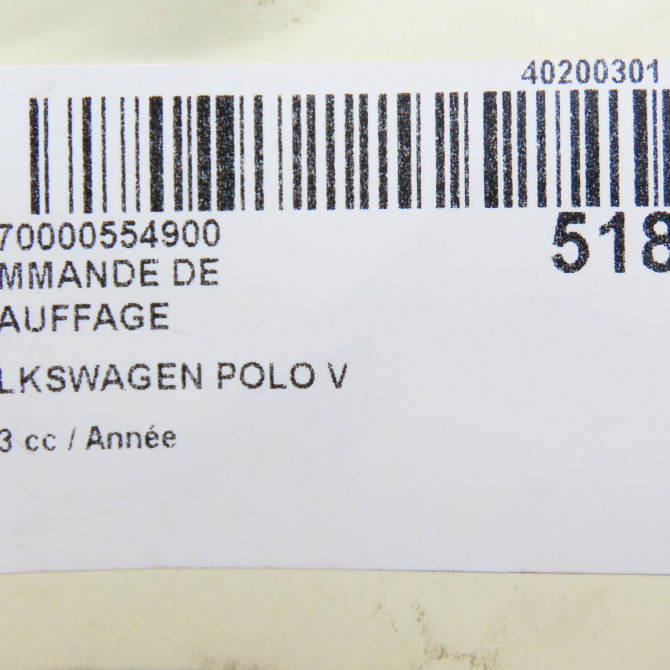 40200301
70000554900
518
MMANDE DE
AUFFAGE
LKSWAGEN POLO V
3 cc / Année